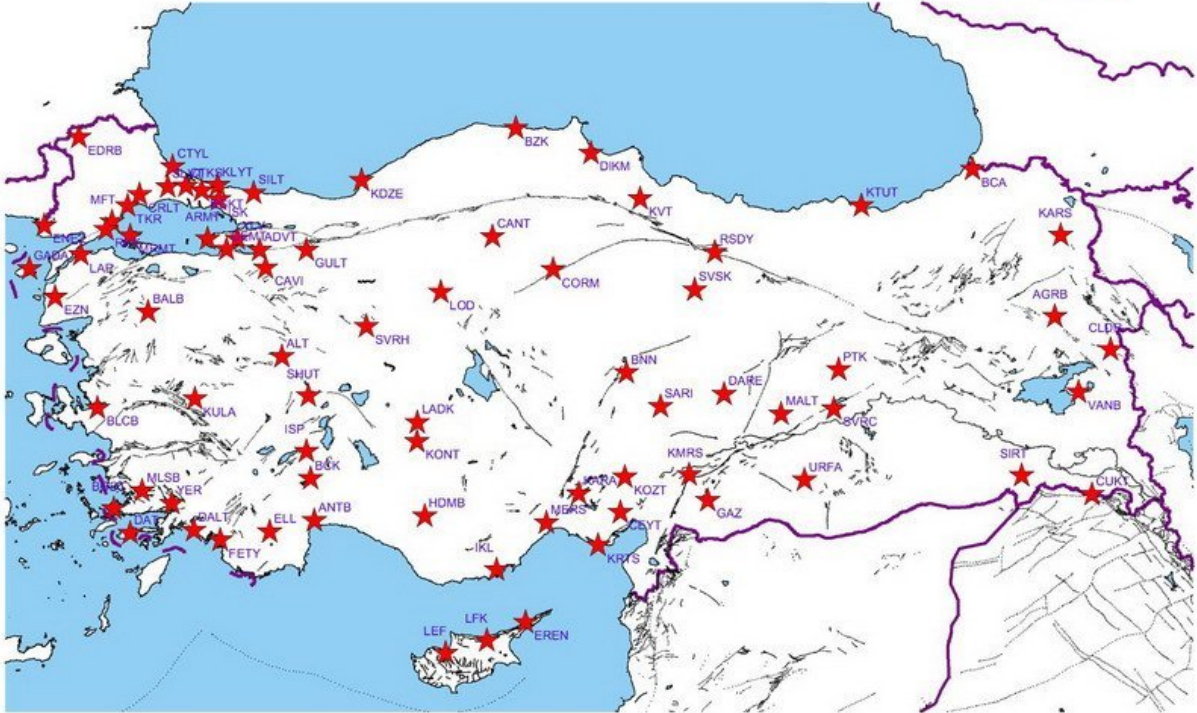 BZK
EDRB
DIKM
CTYL
SKLYT
SILT
KDZE
KTUT
BCA
MFT
CRLT
KVT
KARS
TKR
ENEZ
CANT
RSDY
GADA
LAP
ADVT
GULT
CAVI
CORM
SVSK
EZN
BALB
LOD
AGRB
SVRH
CLDR
ALT
SHUT
BNN
PTK
DARE
SARI
MALT
VANB
BLCB
KULA
LADK
SVRC
ISP
KONT
BCK
KMRS
URFA
SIRT
MLSB
YER
KARA
KOZT
CUKT
GAZ
DAT
DALT
ELL
ANTB
HDMB
MERS
CEYT
FETY
IKL
KRTS
LEF
LFK
EREN